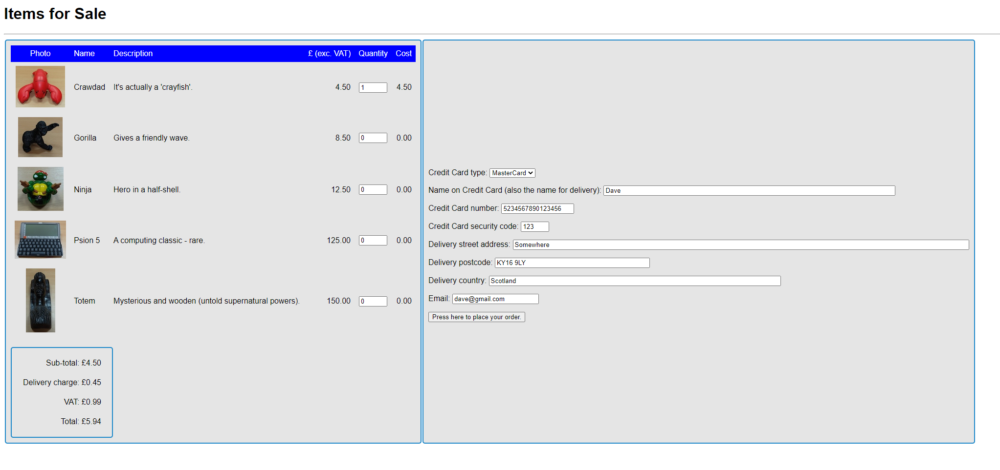 Items for Sale
Photo Name Description £ (exc. VAT) Quantity Cost
Crawdad It's actually a 'crayfish'. 4.50 1 4.50
Gorilla Gives a friendly wave. 8.50 0 0.00
Ninja Hero in a half-shell. 12.50 0 0.00
Psion 5 A computing classic - rare. 125.00 0 0.00
Totem Mysterious and wooden (untold supernatural powers). 150.00 0 0.00
Sub-total: £4.50
Delivery charge: £0.45
VAT: £0.99
Total: £5.94
Credit Card type: MasterCard
Name on Credit Card (also the name for delivery): Dave
Credit Card number: 5234567890123456
Credit Card security code: 123
Delivery street address: Somewhere
Delivery postcode: KY16 9LY
Delivery country: Scotland
Email: dave@gmail.com
Press here to place your order.